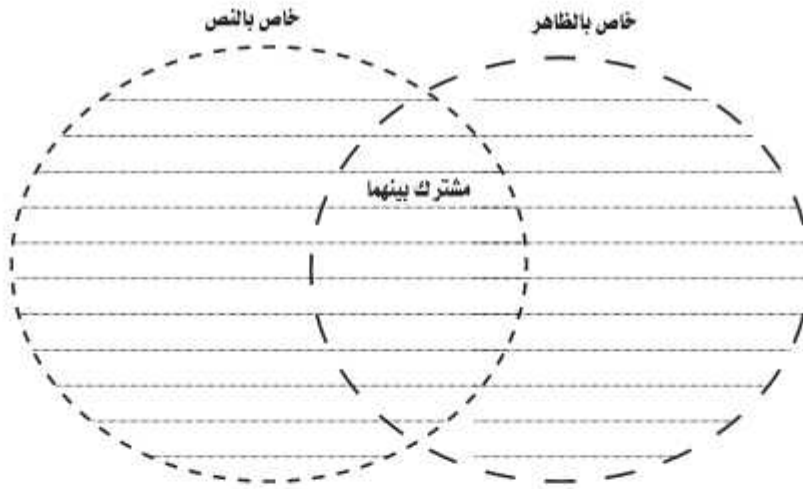 خاص بالظاهر
خاص بالنص
مشترك بينهما